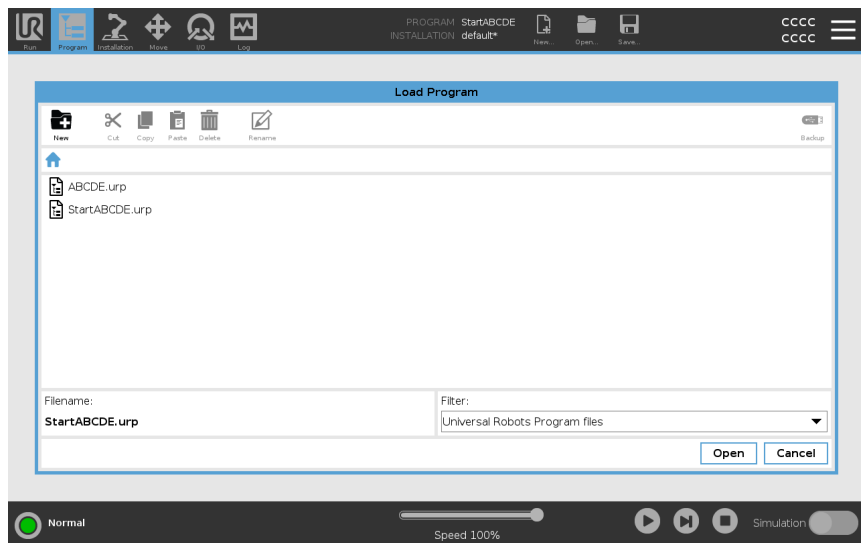 PROGRAM StartABCDE
INSTALLATION default*
CCCC
CCCC
UR
Run
Program
Installation
Move
I/O
Log
New...
Open...
Save...
Load Program
New
Cut
Copy
Paste
Delete
Rename
Backup
ABCDE.urp
StartABCDE.urp
Filename:
StartABCDE.urp
Filter:
Universal Robots Program files
Open
Cancel
Normal
Speed 100%
Simulation